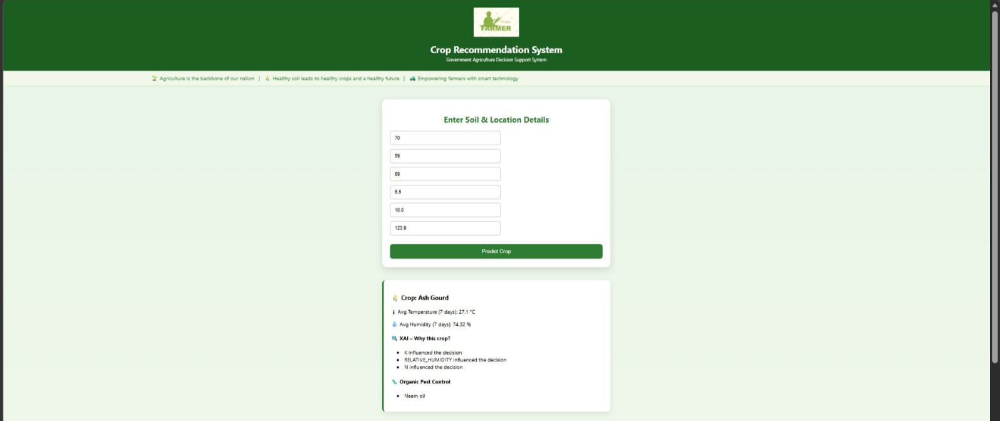 FARMER
Crop Recommendation System
Government Agriculture Decision Support System
Agriculture is the backbone of our nation | Healthy soil leads to healthy crops and a healthy future | Empowering farmers with smart technology
Enter Soil & Location Details
70
59
89
6.5
10.0
123.9
Predict Crop
Crop: Ash Gourd
Avg Temperature (7 days): 27.1 °C
Avg Humidity (7 days): 74.32 %
XAI – Why this crop?
K influenced the decision
RELATIVE_HUMIDITY influenced the decision
N influenced the decision
Organic Pest Control
Neem oil